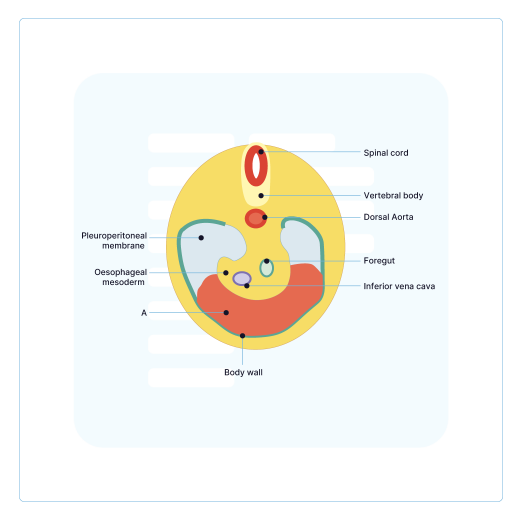 Spinal cord
Vertebral body
Dorsal Aorta
Pleuroperitoneal
membrane
Foregut
Oesophageal
mesoderm
Inferior vena cava
A
Body wall